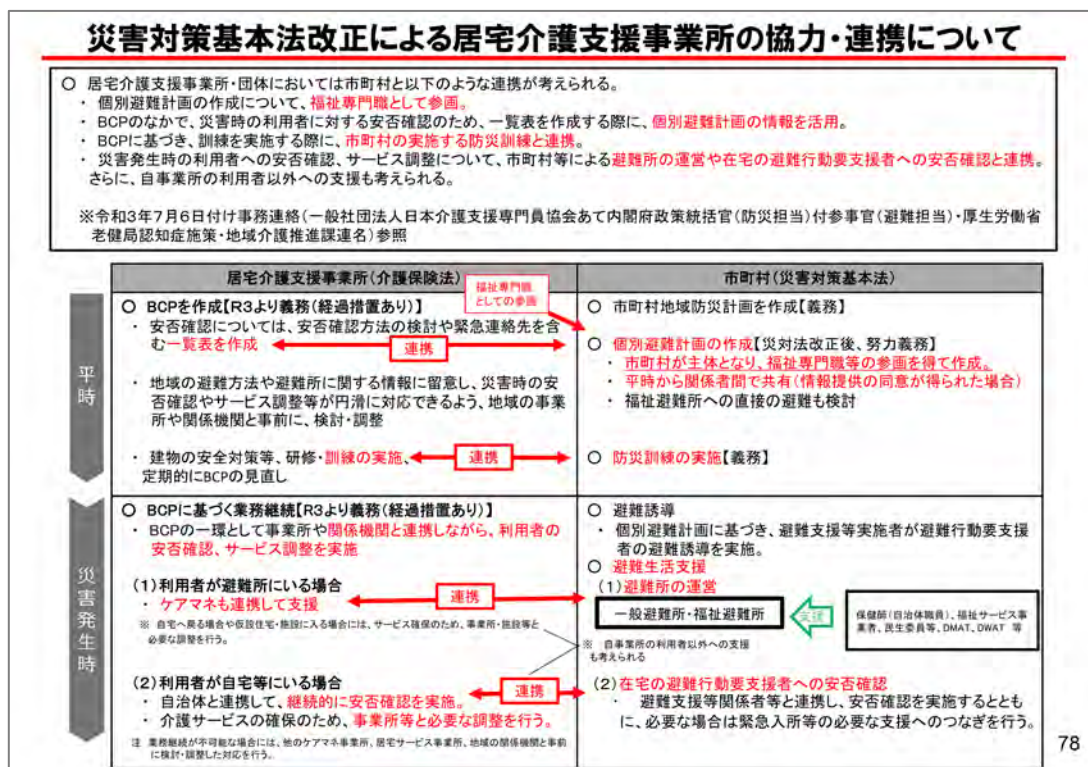 災害対策基本法改正による居宅介護支援事業所の協力・連携について
○ 居宅介護支援事業所・団体においては市町村と以下のような連携が考えられる。
・ 個別避難計画の作成について、福祉専門職として参画。
・ BCPのなかで、災害時の利用者に対する安否確認のため、一覧表を作成する際に、個別避難計画の情報を活用。
・ BCPに基づき、訓練を実施する際に、市町村の実施する防災訓練と連携。
・ 災害発生時の利用者への安否確認、サービス調整について、市町村等による避難所の運営や在宅の避難行動要支援者への安否確認と連携。
さらに、自事業所の利用者以外への支援も考えられる。
※令和3年7月6日付け事務連絡(一般社団法人日本介護支援専門員協会あて内閣府政策統括官(防災担当)付参事官(避難担当)・厚生労働省
老健局認知症施策・地域介護推進課連名)参照
居宅介護支援事業所(介護保険法)
市町村(災害対策基本法)
福祉専門職
としての参画
平時
○ BCPを作成【R3より義務(経過措置あり)】
・ 安否確認については、安否確認方法の検討や緊急連絡先を含
む一覧表を作成
連携
・ 地域の避難方法や避難所に関する情報に留意し、災害時の安
否確認やサービス調整等が円滑に対応できるよう、地域の事業
所や関係機関と事前に、検討・調整
・ 建物の安全対策等、研修・訓練の実施、
定期的にBCPの見直し
連携
○ 市町村地域防災計画を作成【義務】
○ 個別避難計画の作成【災対法改正後、努力義務】
・ 市町村が主体となり、福祉専門職等の参画を得て作成。
・ 平時から関係者間で共有(情報提供の同意が得られた場合)
・ 福祉避難所への直接の避難も検討
○ 防災訓練の実施【義務】
災害発生時
○ BCPに基づく業務継続【R3より義務(経過措置あり)】
・ BCPの一環として事業所や関係機関と連携しながら、利用者の
安否確認、サービス調整を実施
(1)利用者が避難所にいる場合
・ ケアマネも連携して支援
連携
※ 自宅へ戻る場合や仮設住宅・施設に入る場合には、サービス確保のため、事業所・施設等と
必要な調整を行う。
(2)利用者が自宅等にいる場合
・ 自治体と連携して、継続的に安否確認を実施。
・ 介護サービスの確保のため、事業所等と必要な調整を行う。
連携
注 業務継続が不可能な場合には、他のケアマネ事業所、居宅サービス事業所、地域の関係機関と事前
に検討・調整した対応を行う。
○ 避難誘導
・ 個別避難計画に基づき、避難支援等実施者が避難行動要支援
者の避難誘導を実施。
○ 避難生活支援
(1)避難所の運営
一般避難所・福祉避難所
支援
保健師(自治体職員)、福祉サービス事
業者、民生委員等、DMAT、DWAT 等
※ 自事業所の利用者以外への支援
も考えられる
(2)在宅の避難行動要支援者への安否確認
・ 避難支援等関係者等と連携し、安否確認を実施するととも
に、必要な場合は緊急入所等の必要な支援へのつなぎを行う。
78